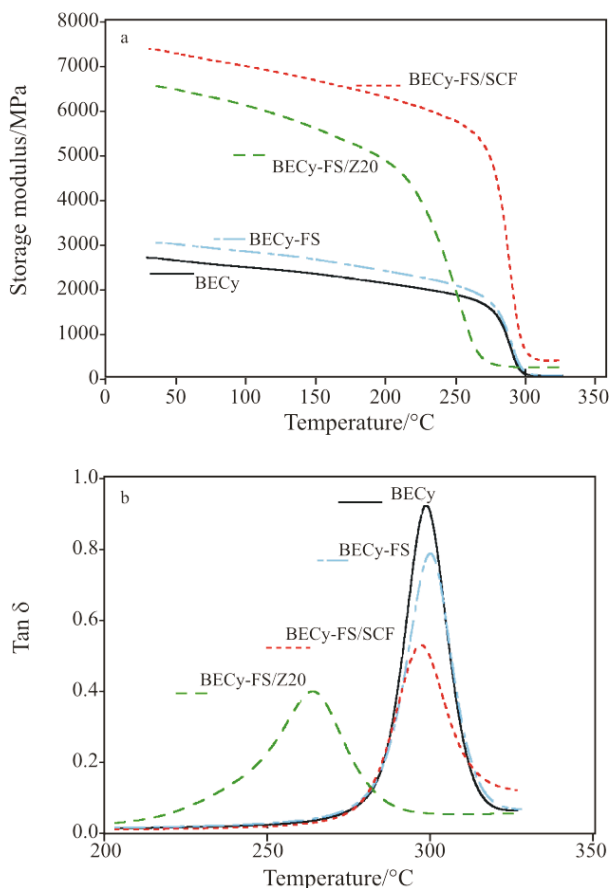 a
8000
7000
6000
5000
4000
3000
2000
1000
0
Storage modulus/MPa
BECy-FS/SCF
BECy-FS/Z20
BECy-FS
BECy
0 50 100 150 200 250 300 350
Temperature/°C
b
1.0
0.8
0.6
0.4
0.2
0.0
Tan δ
BECy
BECy-FS
BECy-FS/SCF
BECy-FS/Z20
200 250 300 350
Temperature/°C